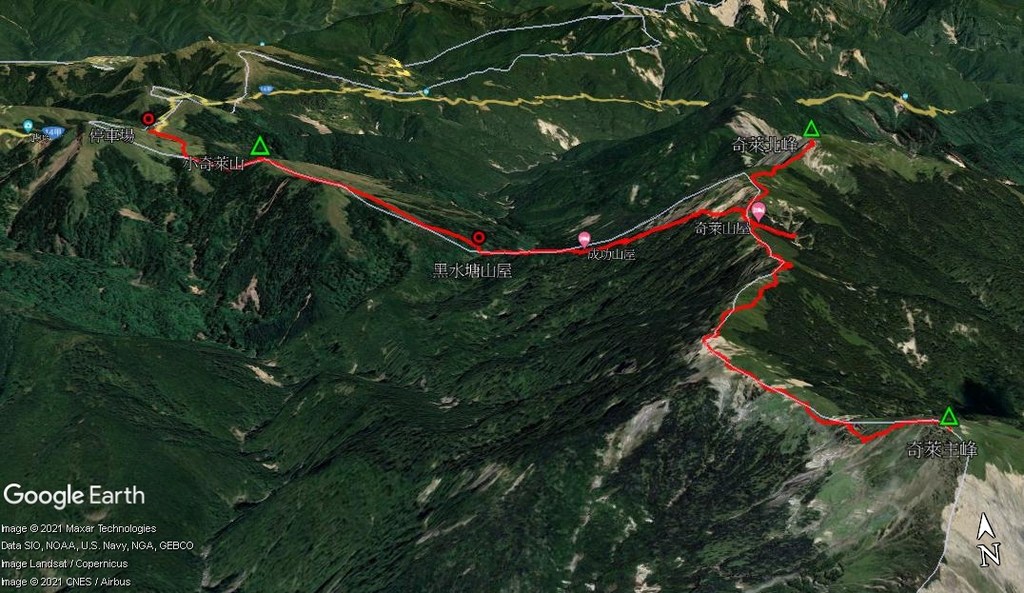 停車場
小奇萊山
奇萊北峰
奇萊山屋
成功山屋
黑水塘山屋
奇萊主峰
Google Earth
Image © 2021 Maxar Technologies
Data SIO, NOAA, U.S. Navy, NGA, GEBCO
Image Landsat / Copernicus
Image © 2021 CNES / Airbus
N